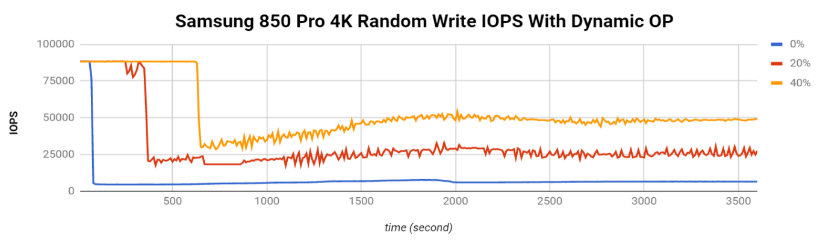 Samsung 850 Pro 4K Random Write IOPS With Dynamic OP
100000
75000
50000
25000
0
IOPS
500 1000 1500 2000 2500 3000 3500
time (second)
0%
20%
40%